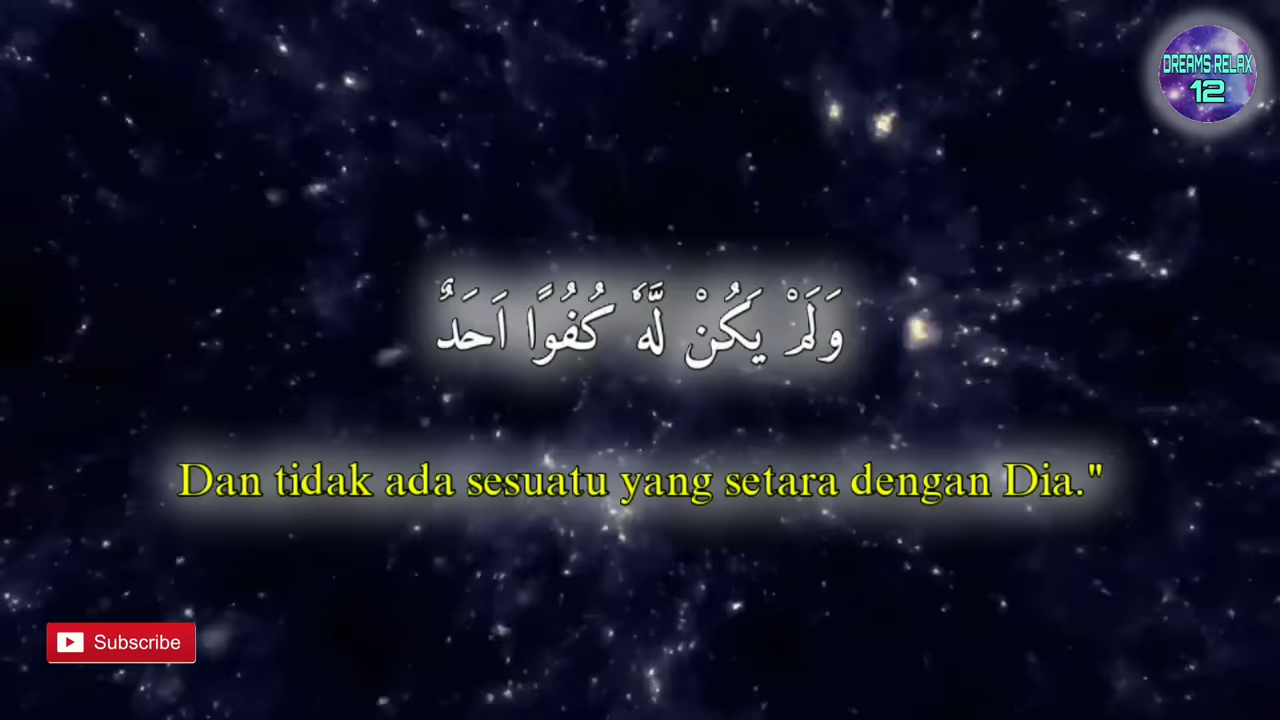 DREAMS RELAX
12
وَلَمْ يَكُنْ لَّهٗ كُفُوًا اَحَدٌ
Dan tidak ada sesuatu yang setara dengan Dia."
Subscribe